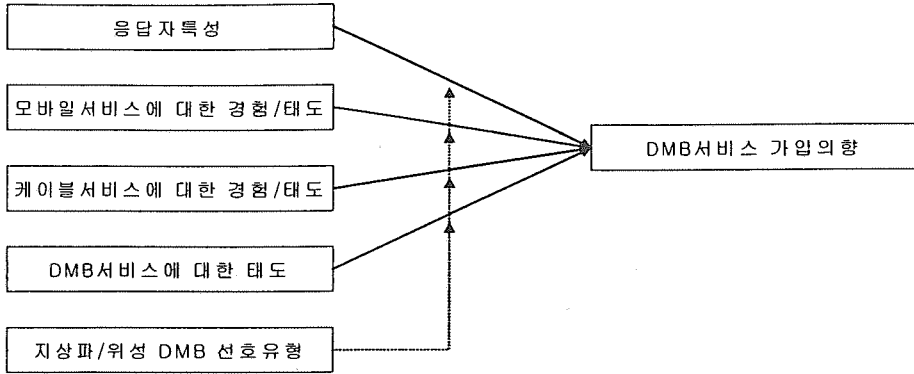 응답자특성
모바일서비스에 대한 경험/태도
DMB서비스 가입의향
케이블서비스에 대한 경험/태도
DMB서비스에 대한 태도
지상파/위성 DMB 선호유형